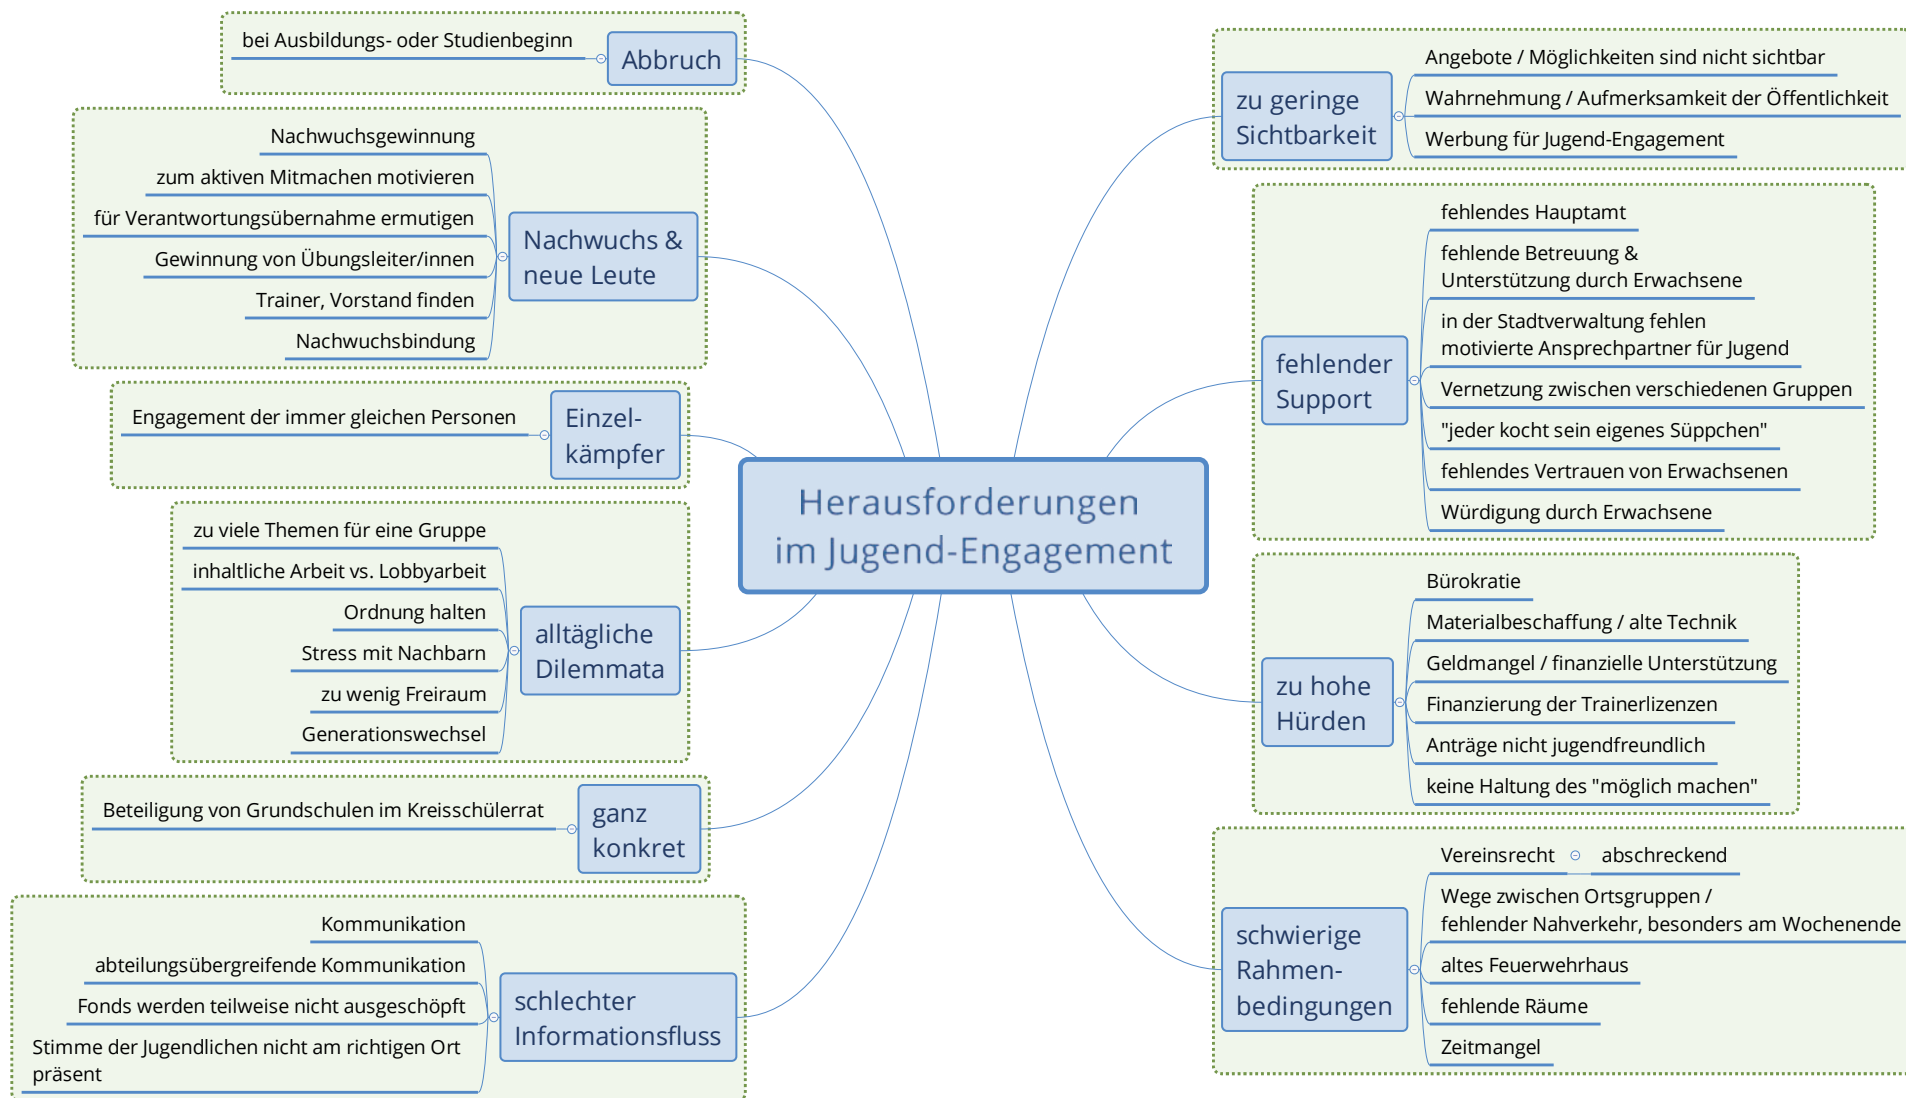 Herausforderungen
im Jugend-Engagement
Abbruch
bei Ausbildungs- oder Studienbeginn
Nachwuchs &
neue Leute
Nachwuchsgewinnung
zum aktiven Mitmachen motivieren
für Verantwortungsübernahme ermutigen
Gewinnung von Übungsleiter/innen
Trainer, Vorstand finden
Nachwuchsbindung
Einzel-
kämpfer
Engagement der immer gleichen Personen
alltägliche
Dilemmata
zu viele Themen für eine Gruppe
inhaltliche Arbeit vs. Lobbyarbeit
Ordnung halten
Stress mit Nachbarn
zu wenig Freiraum
Generationswechsel
ganz
konkret
Beteiligung von Grundschulen im Kreisschülerrat
schlechter
Informationsfluss
Kommunikation
abteilungsübergreifende Kommunikation
Fonds werden teilweise nicht ausgeschöpft
Stimme der Jugendlichen nicht am richtigen Ort
präsent
zu geringe
Sichtbarkeit
Angebote / Möglichkeiten sind nicht sichtbar
Wahrnehmung / Aufmerksamkeit der Öffentlichkeit
Werbung für Jugend-Engagement
fehlender
Support
fehlendes Hauptamt
fehlende Betreuung &
Unterstützung durch Erwachsene
in der Stadtverwaltung fehlen
motivierte Ansprechpartner für Jugend
Vernetzung zwischen verschiedenen Gruppen
"jeder kocht sein eigenes Süppchen"
fehlendes Vertrauen von Erwachsenen
Würdigung durch Erwachsene
zu hohe
Hürden
Bürokratie
Materialbeschaffung / alte Technik
Geldmangel / finanzielle Unterstützung
Finanzierung der Trainerlizenzen
Anträge nicht jugendfreundlich
keine Haltung des "möglich machen"
schwierige
Rahmen-
bedingungen
Vereinsrecht
abschreckend
Wege zwischen Ortsgruppen /
fehlender Nahverkehr, besonders am Wochenende
altes Feuerwehrhaus
fehlende Räume
Zeitmangel